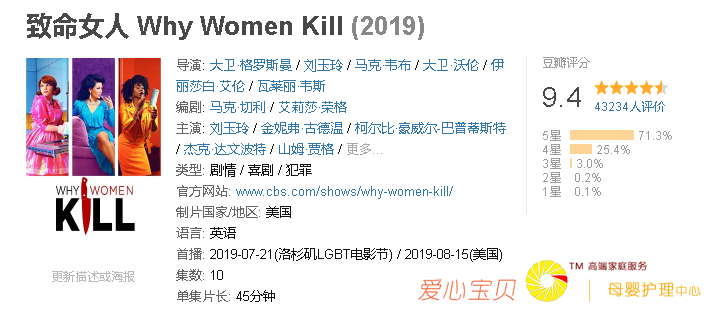 致命女人 Why Women Kill (2019)
导演: 大卫·格罗斯曼 / 刘玉玲 / 马克·韦布 / 大卫·沃伦 / 伊
丽莎白·艾伦 / 瓦莱丽·韦斯
编剧: 马克·切利 / 艾莉莎·荣格
主演: 刘玉玲 / 金妮弗·古德温 / 柯尔比·豪威尔-巴普蒂斯特
/ 杰克·达文波特 / 山姆·贾格 / 更多...
类型: 剧情 / 喜剧 / 犯罪
官方网站: www.cbs.com/shows/why-women-kill/
制片国家/地区: 美国
语言: 英语
首播: 2019-07-21(洛杉矶LGBT电影节) / 2019-08-15(美国)
集数: 10
单集片长: 45分钟
WHY WOMEN
KILL
更新描述或海报
豆瓣评分
9.4
43234人评价
5星 71.3%
4星 25.4%
3星 3.0%
2星 0.2%
1星 0.1%
爱心宝贝
TM 高端家庭服务
母婴护理中心